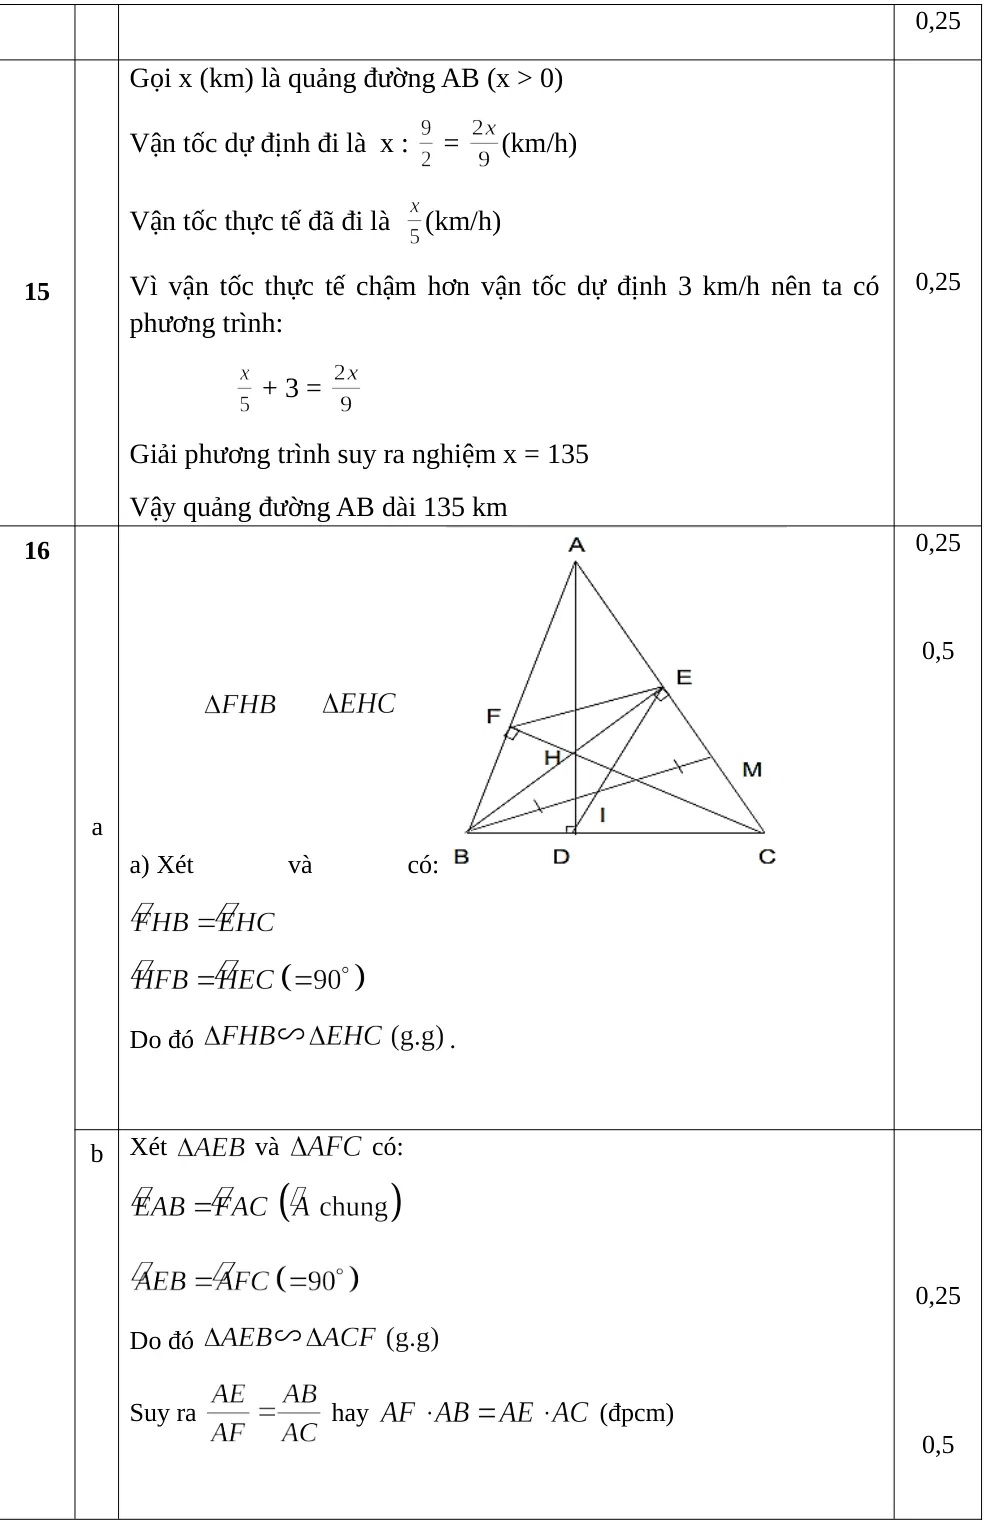 0,25
15
Gọi x (km) là quảng đường AB (x > 0)
Vận tốc dự định đi là x : 9/2 = 2x/9 (km/h)
Vận tốc thực tế đã đi là x/5 (km/h)
Vì vận tốc thực tế chậm hơn vận tốc dự định 3 km/h nên ta có
phương trình:
x/5 + 3 = 2x/9
Giải phương trình suy ra nghiệm x = 135
Vậy quảng đường AB dài 135 km
0,25
16
a
A
E
F
H
M
I
B D C
ΔFHB ΔEHC
a) Xét và có:
FHB = EHC
HFB = HEC (=90°)
Do đó ΔFHB∽ΔEHC (g.g) .
0,25
0,5
b
Xét ΔAEB và ΔAFC có:
EAB = FAC (A chung)
AEB = AFC (=90°)
Do đó ΔAEB∽ΔACF (g.g)
Suy ra AE/AF = AB/AC hay AF ·AB = AE ·AC (đpcm)
0,25
0,5